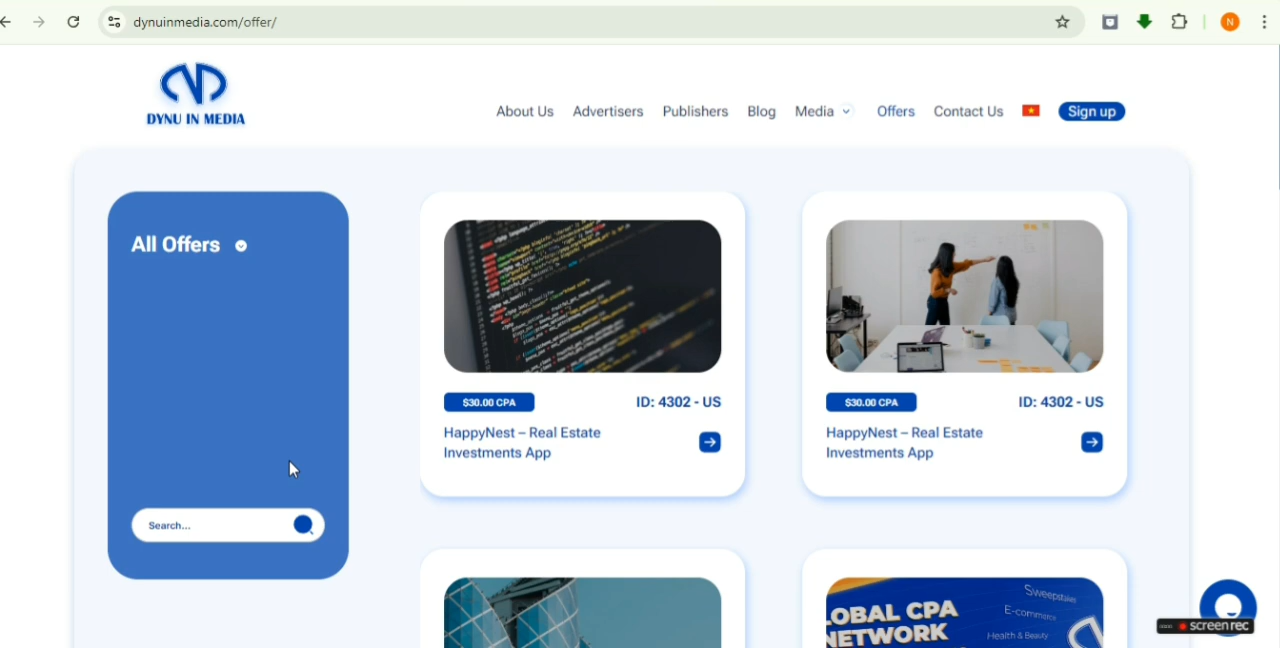 dynuinmedia.com/offer/
N
DYNU IN MEDIA
About Us Advertisers Publishers Blog Media Offers Contact Us Sign up
All Offers
Search...
$30.00 CPA ID: 4302 - US
HappyNest – Real Estate
Investments App
$30.00 CPA ID: 4302 - US
HappyNest – Real Estate
Investments App
LOBAL CPA
NETWORK
Sweepstakes
E-commerce
Health & Beauty
screenrec